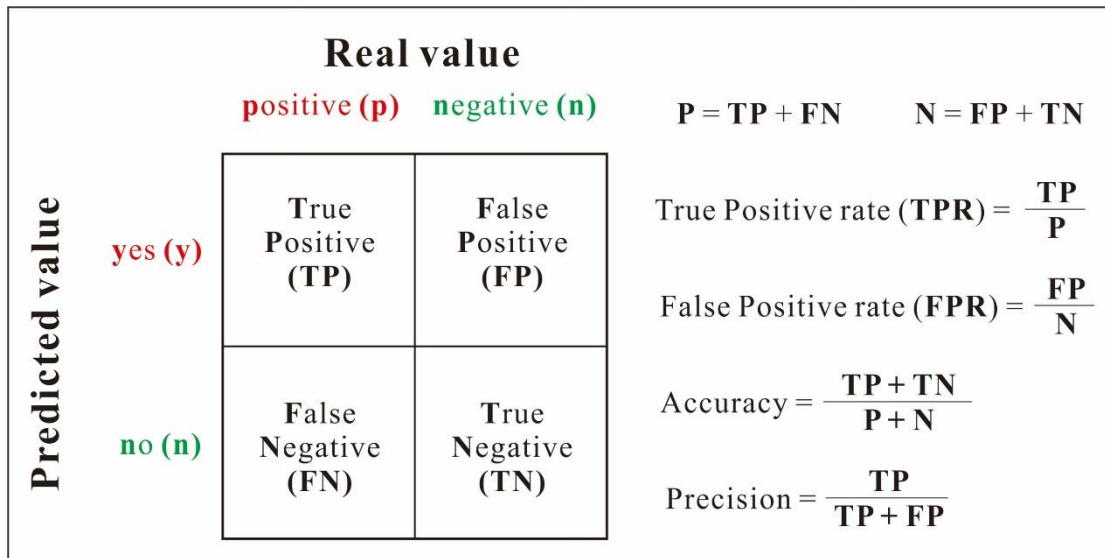 Real value
positive (p)
negative (n)
Predicted value
yes (y)
no (n)
True
Positive
(TP)
False
Positive
(FP)
False
Negative
(FN)
True
Negative
(TN)
P = TP + FN
N = FP + TN
True Positive rate (TPR) = TP / P
False Positive rate (FPR) = FP / N
Accuracy = TP + TN / P + N
Precision = TP / TP + FP